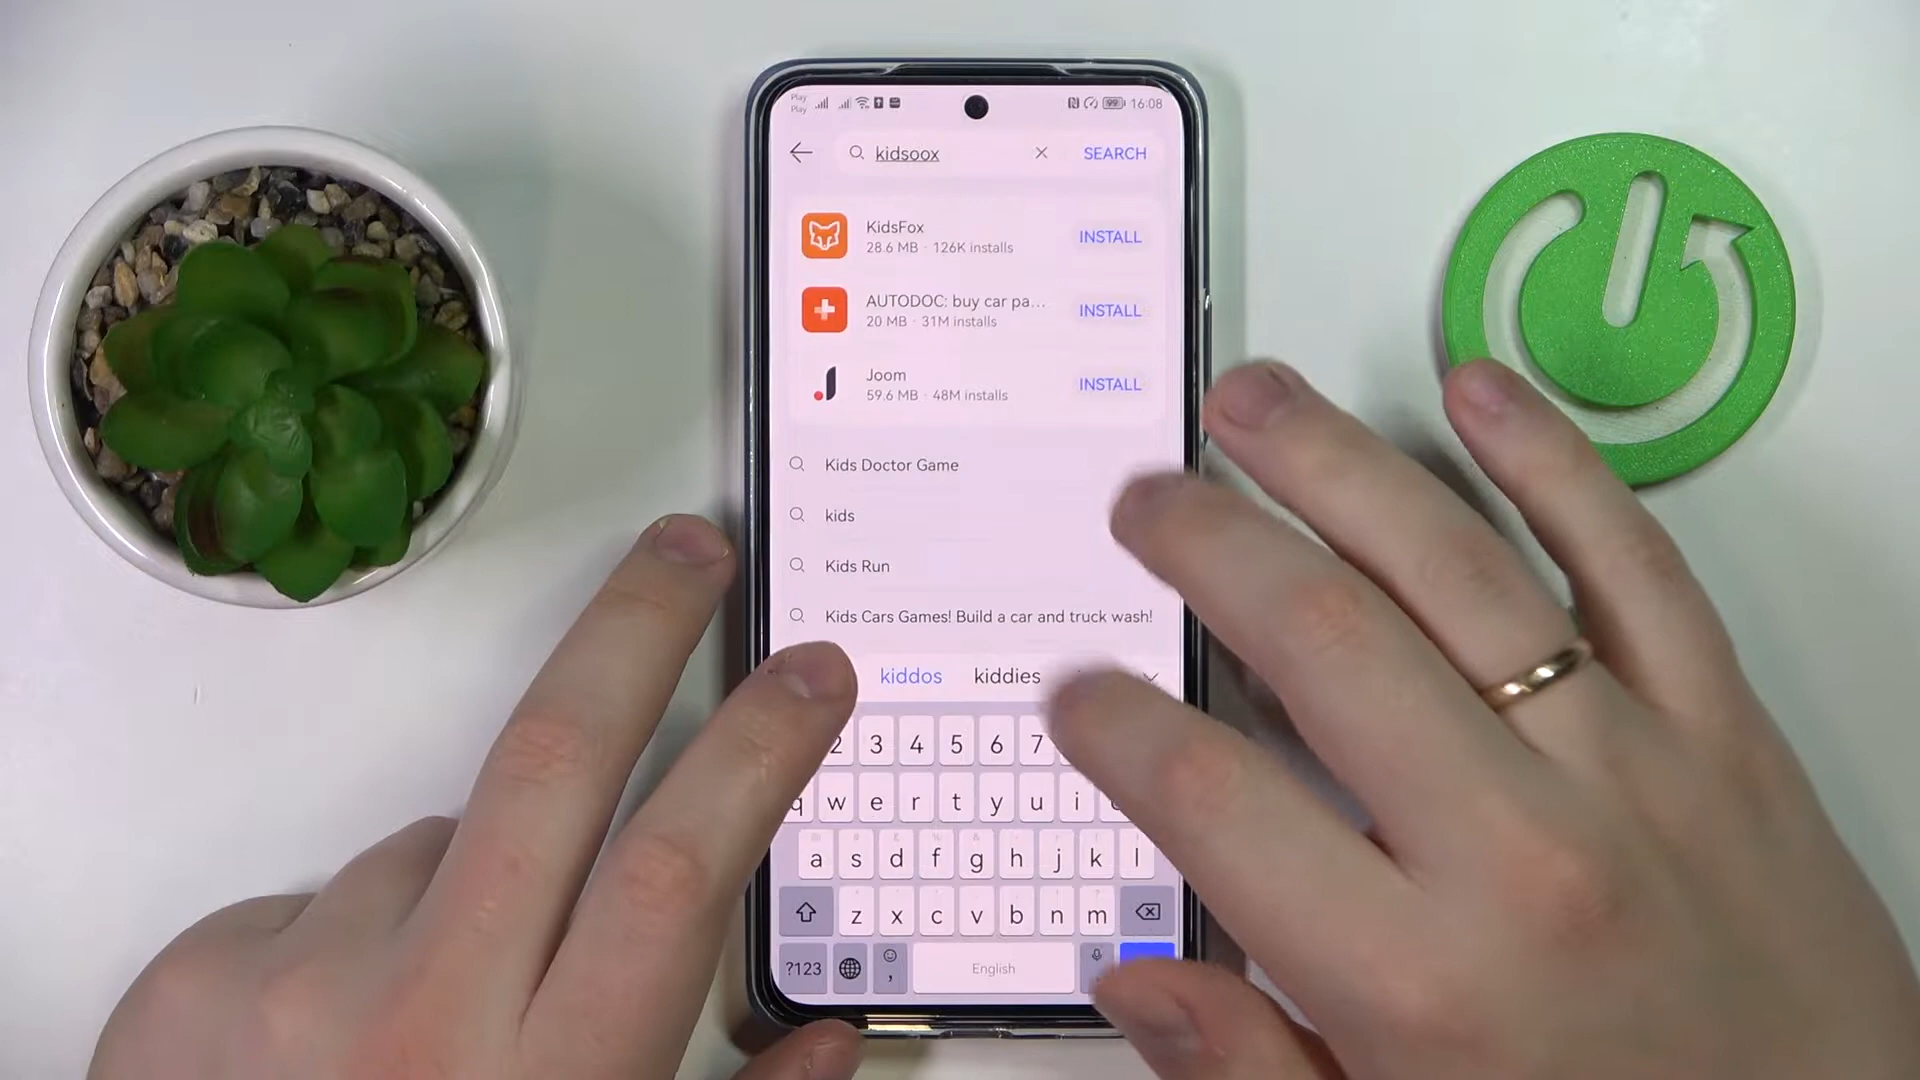 Play
Play
99 16:08
kidsoox SEARCH
KidsFox
28.6 MB · 126K installs
INSTALL
AUTODOC: buy car pa...
20 MB · 31M installs
INSTALL
Joom
59.6 MB · 48M installs
INSTALL
Kids Doctor Game
kids
Kids Run
Kids Cars Games! Build a car and truck wash!
kiddos kiddies
2 3 4 5 6 7
q w e r t y u i
a s d f g h j k l
z x c v b n m
?123 , English